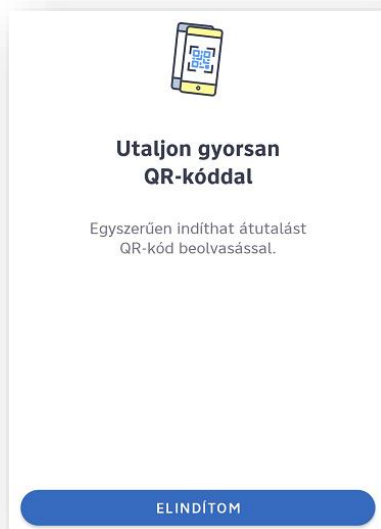 Utaljon gyorsan
QR-kóddal
Egyszerűen indíthat átutalást
QR-kód beolvasással.
ELINDÍTOM